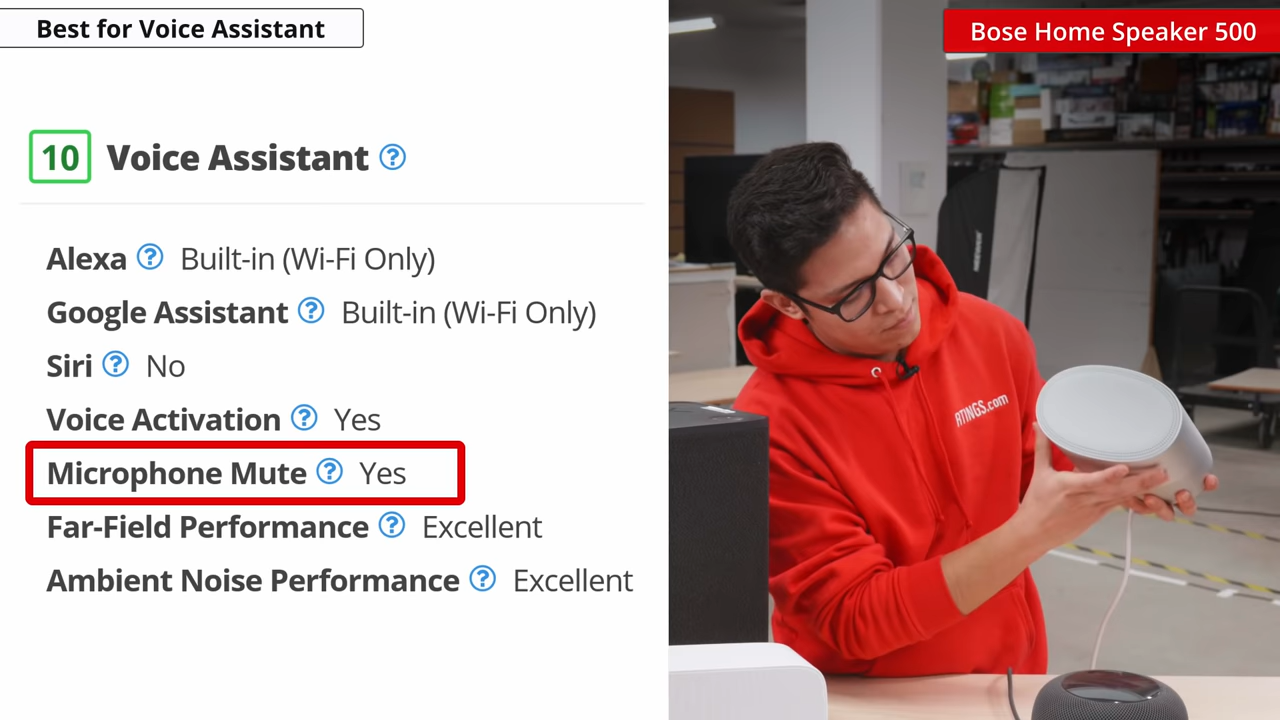 Best for Voice Assistant
Bose Home Speaker 500
10 Voice Assistant ?
Alexa ? Built-in (Wi-Fi Only)
Google Assistant ? Built-in (Wi-Fi Only)
Siri ? No
Voice Activation ? Yes
Microphone Mute ? Yes
Far-Field Performance ? Excellent
Ambient Noise Performance ? Excellent
RTINGS.com